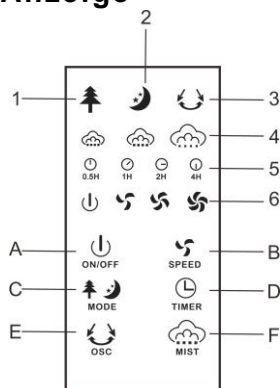 Anzeige
2
1
3
4
5
0.5H 1H 2H 4H
6
A
ON/OFF SPEED
B
C
MODE TIMER
D
E
OSC MIST
F